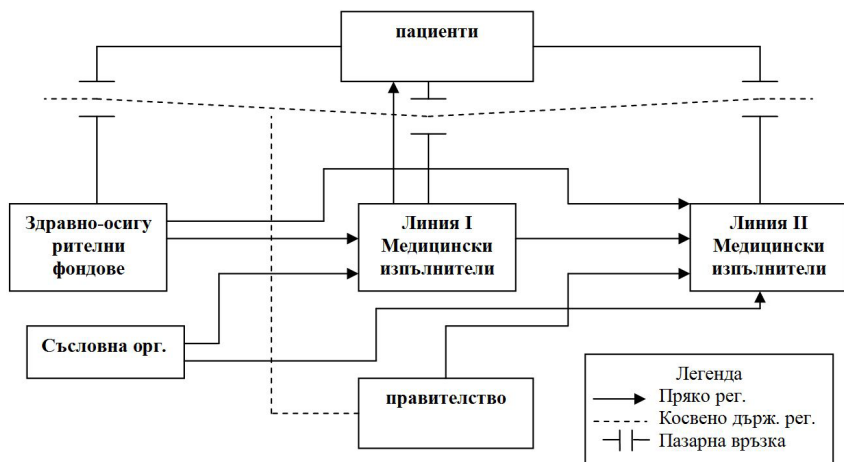 пациенти
Здравно-осигу
рителни
фондове
Линия I
Медицински
изпълнители
Линия II
Медицински
изпълнители
Съсловна орг.
правителство
Легенда
Пряко рег.
Косвено държ. рег.
Пазарна връзка